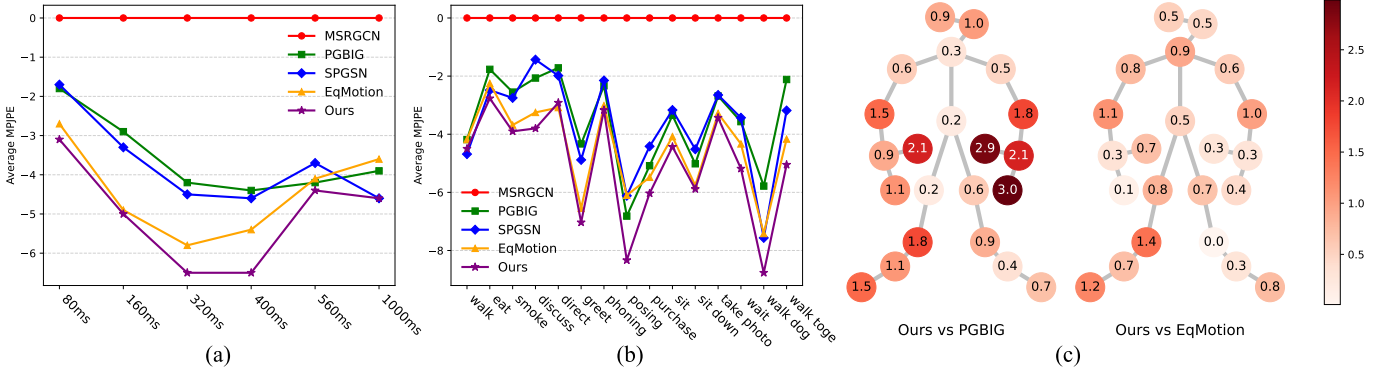 0
−1
−2
−3
−4
−5
−6
Average MPJPE
MSRGCN
PGBIG
SPGSN
EqMotion
Ours
80ms
160ms
320ms
400ms
560ms
1000ms
(a)
0
−2
−4
−6
−8
Average MPJPE
MSRGCN
PGBIG
SPGSN
EqMotion
Ours
walk
eat
smoke
discuss
direct
greet
phoning
posing
purchase
sit
sit down
take photo
wait
walk dog
walk toge
(b)
0.9
1.0
0.3
0.6
0.5
1.5
1.8
0.2
0.9
2.1
2.9
2.1
1.1
0.2
0.6
3.0
1.8
0.9
1.1
0.4
1.5
0.7
Ours vs PGBIG
0.5
0.5
0.9
0.8
0.6
1.1
1.0
0.5
0.3
0.7
0.3
0.3
0.1
0.8
0.7
0.4
1.4
0.0
0.7
0.3
1.2
0.8
Ours vs EqMotion
(c)
2.5
2.0
1.5
1.0
0.5